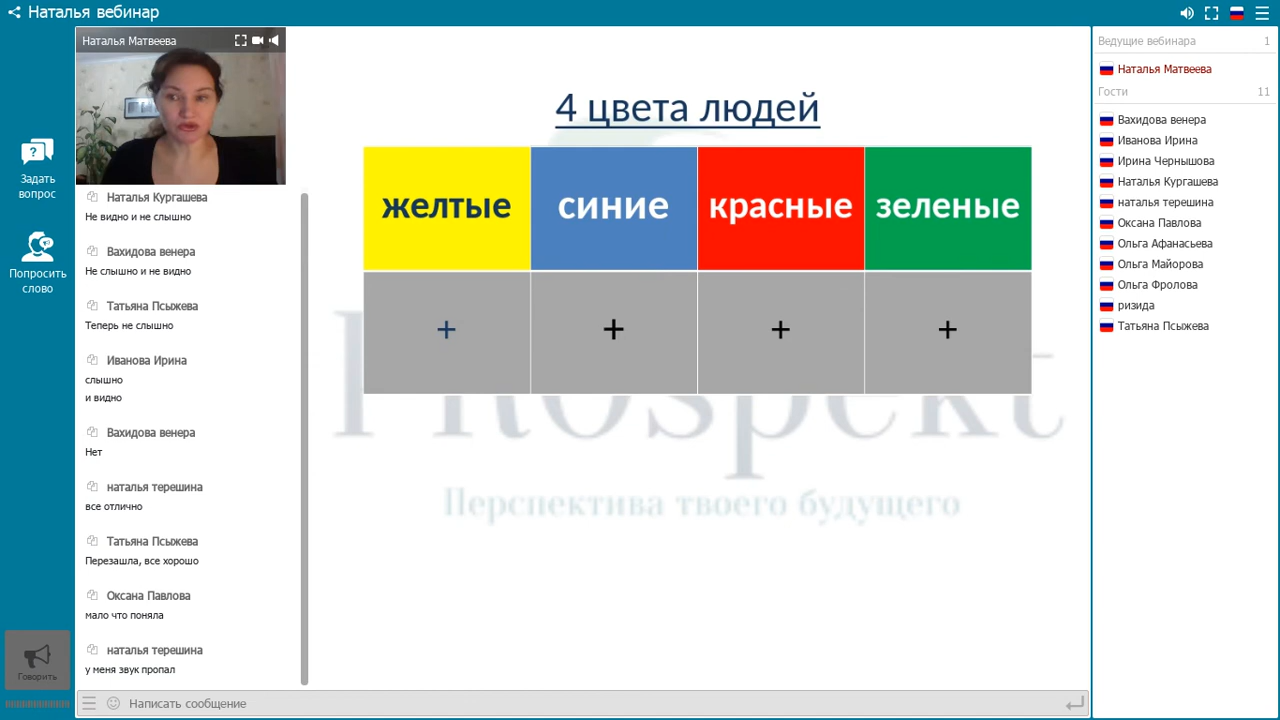 Наталья вебинар
Наталья Матвеева
Задать
вопрос
Попросить
слово
Говорить
Наталья Кургашева
Не видно и не слышно
Вахидова венера
Не слышно и не видно
Татьяна Псыжева
Теперь не слышно
Иванова Ирина
слышно
и видно
Вахидова венера
Нет
наталья терешина
все отлично
Татьяна Псыжева
Перезашла, все хорошо
Оксана Павлова
мало что поняла
наталья терешина
у меня звук пропал
Написать сообщение
4 цвета людей
желтые синие красные зеленые
+ + + +
Prospekt
Перспектива твоего будущего
Ведущие вебинара 1
Наталья Матвеева
Гости 11
Вахидова венера
Иванова Ирина
Ирина Чернышова
Наталья Кургашева
наталья терешина
Оксана Павлова
Ольга Афанасьева
Ольга Майорова
Ольга Фролова
ризида
Татьяна Псыжева